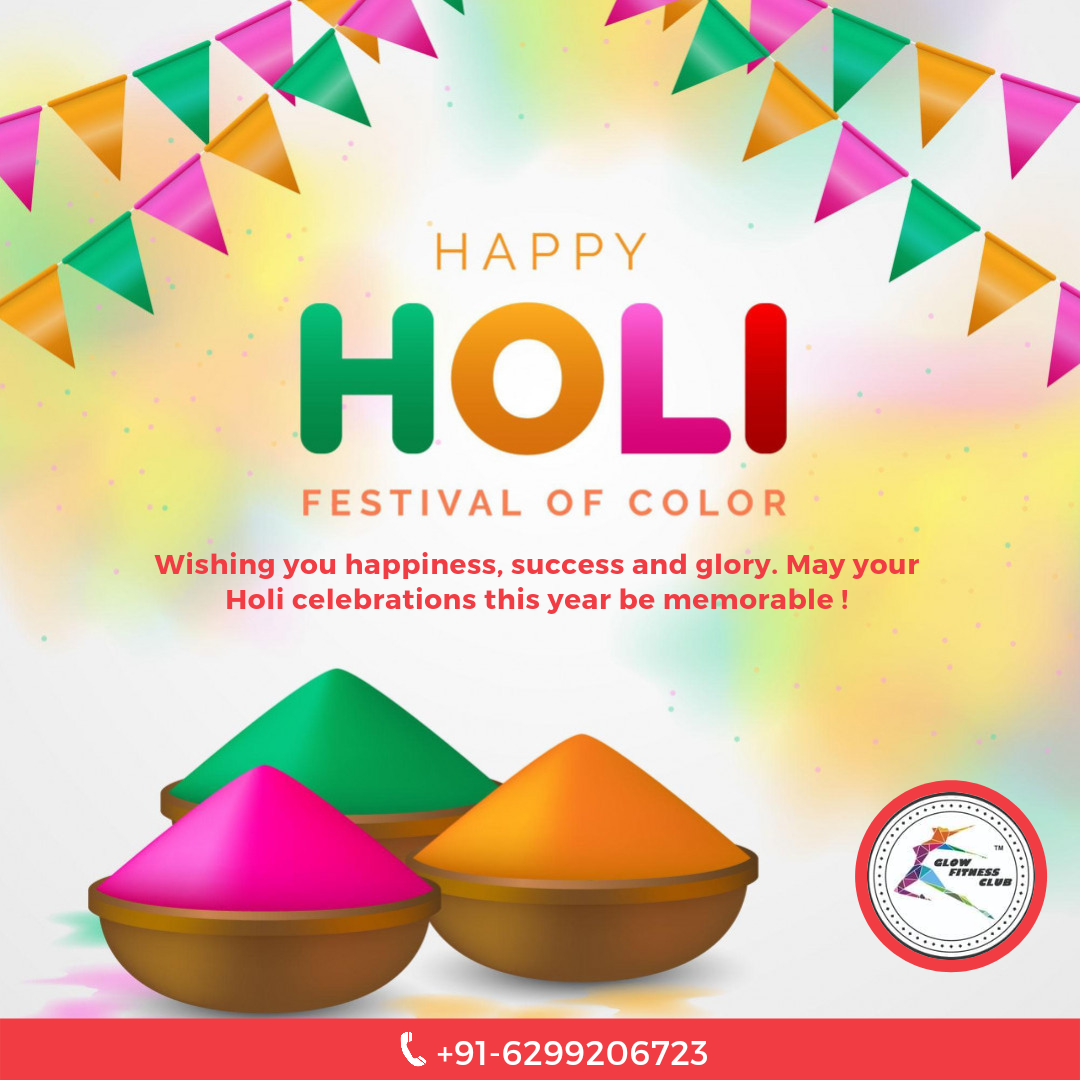 HAPPY
HOLI
FESTIVAL OF COLOR
Wishing you happiness, success and glory. May your
Holi celebrations this year be memorable !
TM
GLOW
FITNESS
CLUB
+91-6299206723